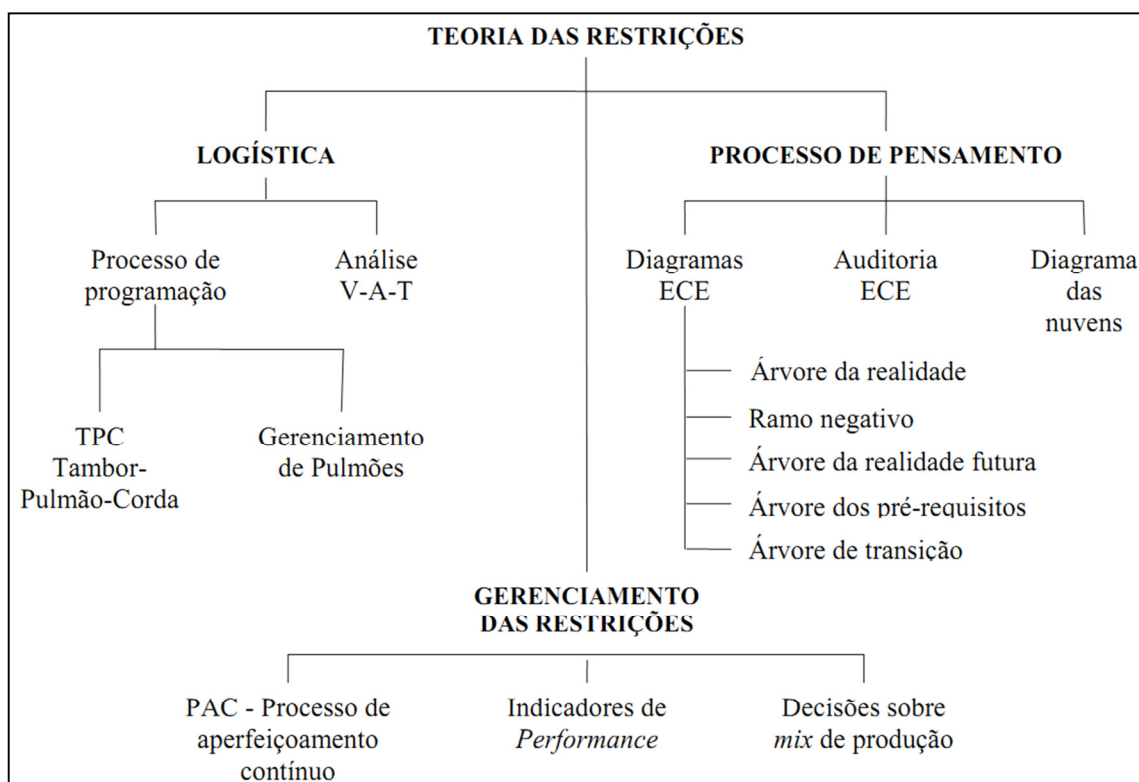 TEORIA DAS RESTRIÇÕES
LOGÍSTICA
PROCESSO DE PENSAMENTO
Processo de
programação
Análise
V-A-T
Diagramas
ECE
Auditoria
ECE
Diagrama
das
nuvens
TPC
Tambor-
Pulmão-Corda
Gerenciamento
de Pulmões
Árvore da realidade
Ramo negativo
Árvore da realidade futura
Árvore dos pré-requisitos
Árvore de transição
GERENCIAMENTO
DAS RESTRIÇÕES
PAC - Processo de
aperfeiçoamento
contínuo
Indicadores de
Performance
Decisões sobre
mix de produção